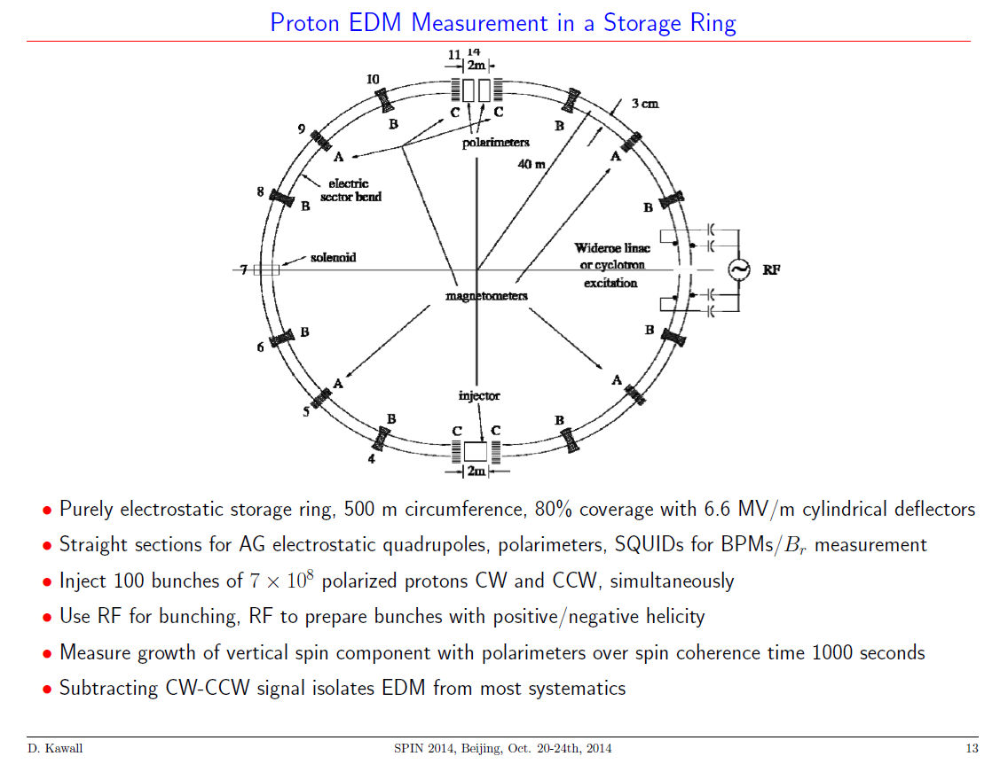 Proton EDM Measurement in a Storage Ring
11 14
2m
10
C C
3 cm
B
B
9
polarimeters
A
A
40 m
electric
sector bend
8
B
B
Wideroe linac
or cyclotron
excitation
solenoid
7
RF
magnetometers
B
B
6
A
A
injector
5
B
B
C C
4
2m
• Purely electrostatic storage ring, 500 m circumference, 80% coverage with 6.6 MV/m cylindrical deflectors
• Straight sections for AG electrostatic quadrupoles, polarimeters, SQUIDs for BPMs/Bᵣ measurement
• Inject 100 bunches of 7 × 10⁸ polarized protons CW and CCW, simultaneously
• Use RF for bunching, RF to prepare bunches with positive/negative helicity
• Measure growth of vertical spin component with polarimeters over spin coherence time 1000 seconds
• Subtracting CW-CCW signal isolates EDM from most systematics
D. Kawall
SPIN 2014, Beijing, Oct. 20-24th, 2014
13